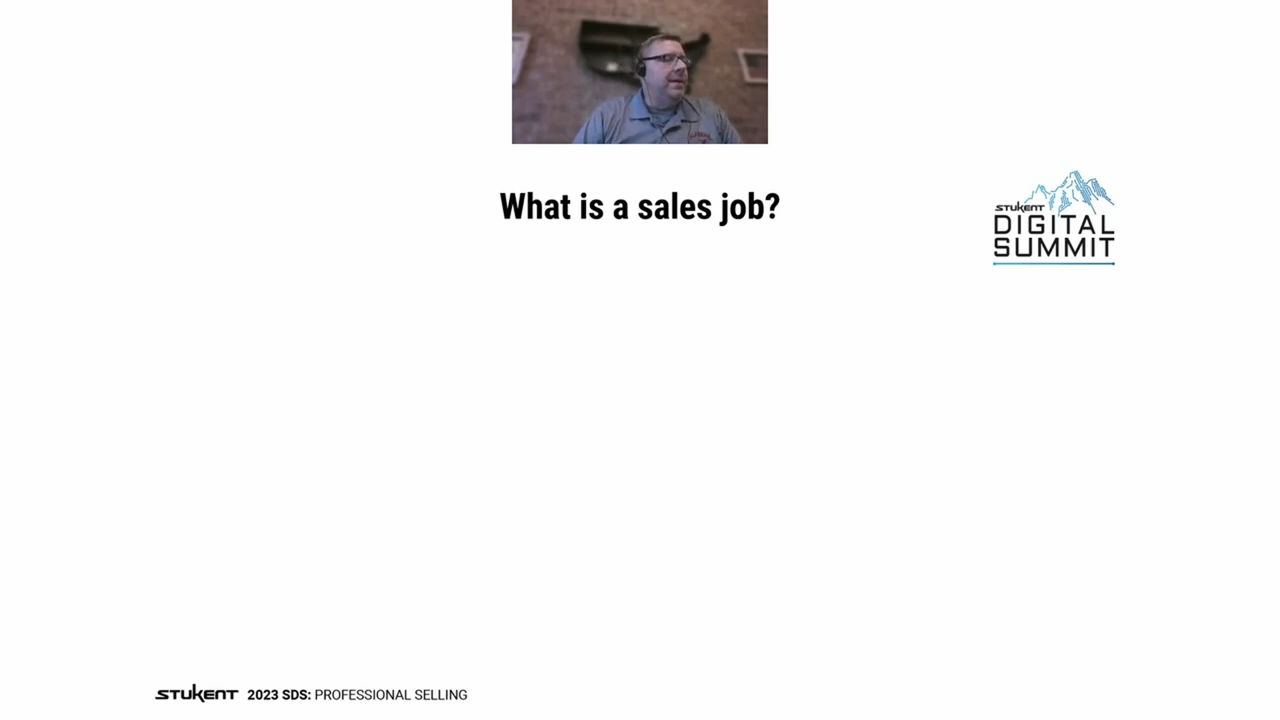 What is a sales job?
STUKENT
DIGITAL
SUMMIT
STUKENT 2023 SDS: PROFESSIONAL SELLING